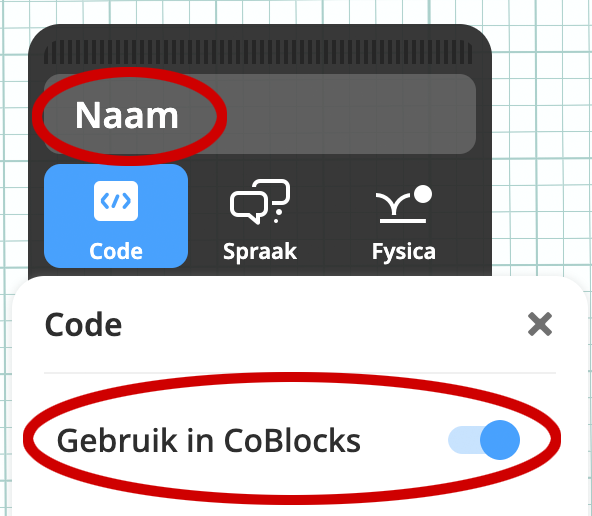 Naam
Code
Spraak
Fysica
Code
Gebruik in CoBlocks